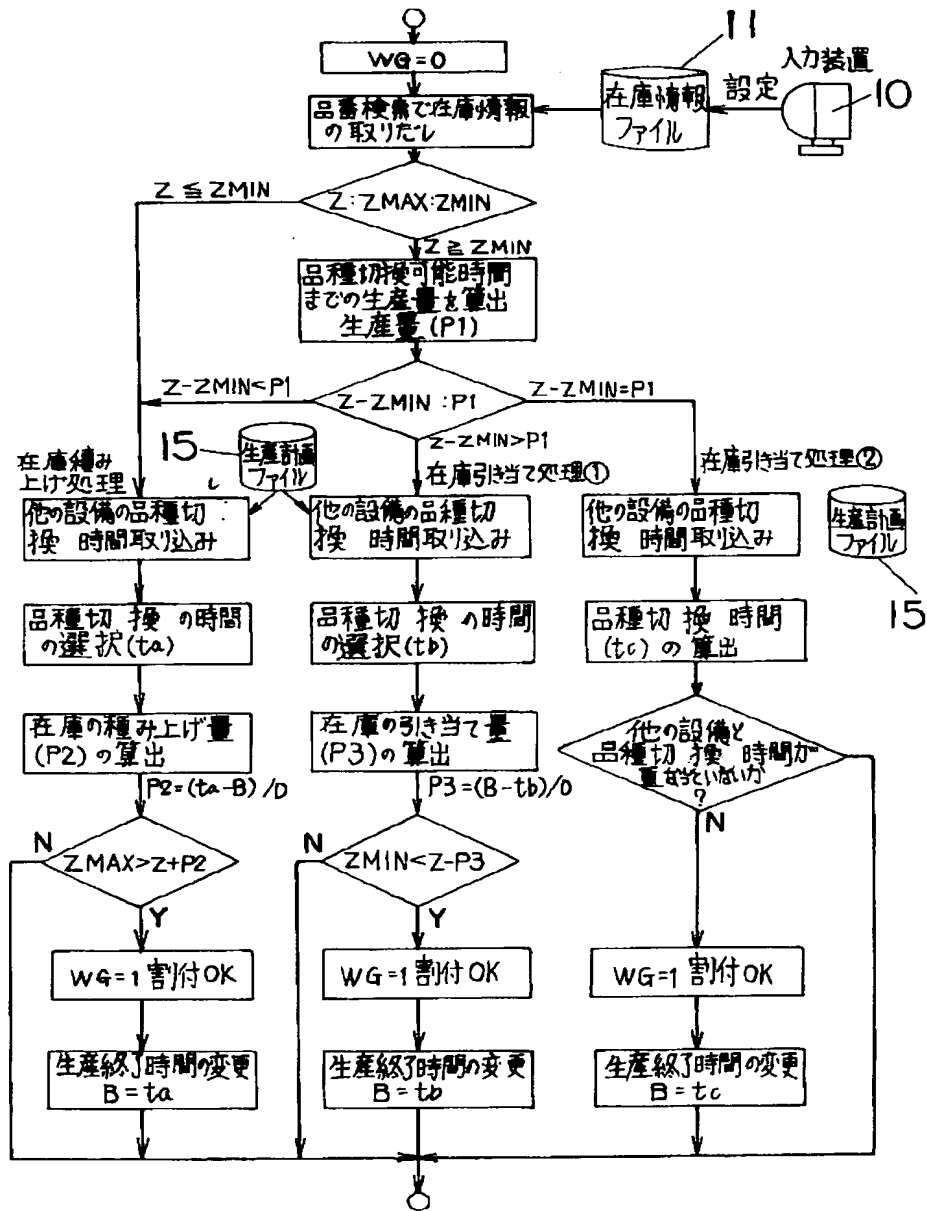 WG=0
11
入力装置
10
在庫情報
ファイル
設定
品番検索で在庫情報
の取りだし
Z≦ZMIN
Z:ZMAX:ZMIN
Z≧ZMIN
品種切換可能時間
までの生産量を算出
生産量(P1)
Z-ZMIN<P1
Z-ZMIN:P1
Z-ZMIN=P1
Z-ZMIN>P1
15
生産計画
ファイル
在庫積み
上げ処理
在庫引き当て処理①
在庫引き当て処理②
他の設備の品種切
換 時間取り込み
他の設備の品種切
換 時間取り込み
他の設備の品種切
換 時間取り込み
生産計画
ファイル
15
品種切 換 の時間
の選択(ta)
品種切 換 の時間
の選択(tb)
品種切 換 時間
(tc)の算出
在庫の積み上げ量
(P2)の算出
在庫の引き当て量
(P3)の算出
他の設備と
品種切 換 時間が
重なっていないか
?
P2=(ta-B)/D
P3=(B-tb)/D
N
ZMAX>Z+P2
Y
N
ZMIN<Z-P3
Y
N
WG=1 割付OK
WG=1 割付OK
WG=1 割付OK
生産終了時間の変更
B=ta
生産終了時間の変更
B=tb
生産終了時間の変更
B=tc